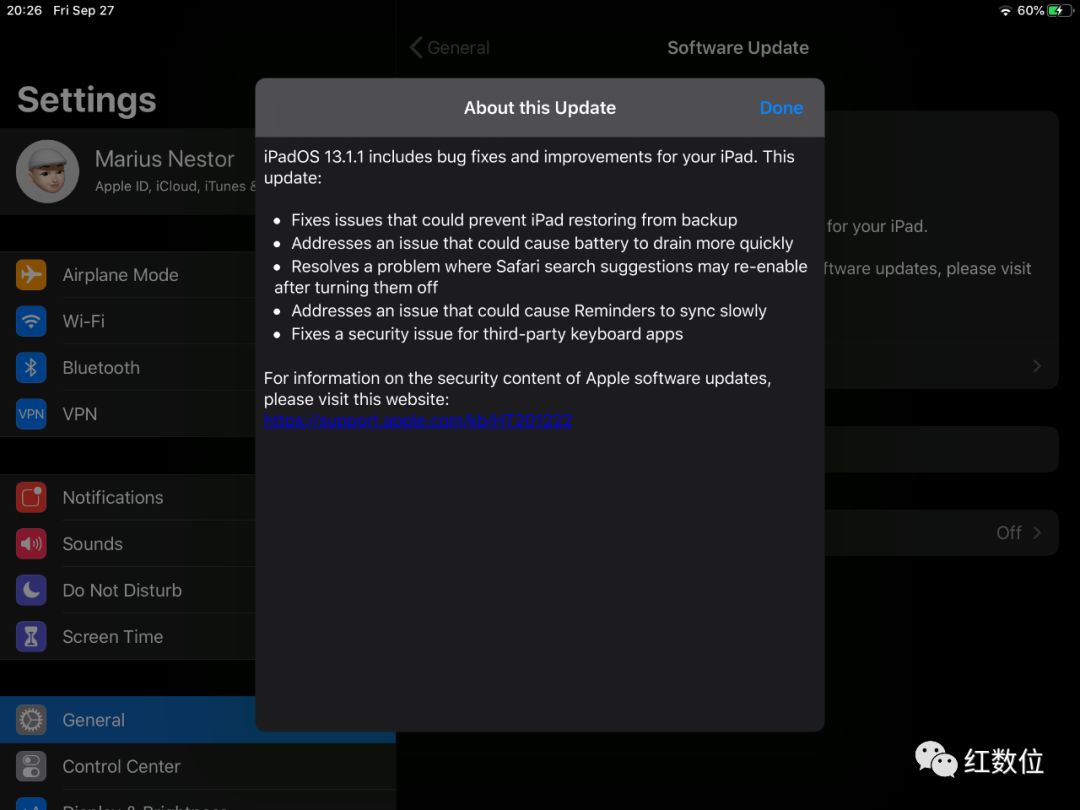 20:26 Fri Sep 27
60%
General
Software Update
Settings
About this Update
Done
Marius Nestor
Apple ID, iCloud, iTunes &
iPadOS 13.1.1 includes bug fixes and improvements for your iPad. This
update:
• Fixes issues that could prevent iPad restoring from backup
• Addresses an issue that could cause battery to drain more quickly
• Resolves a problem where Safari search suggestions may re-enable
after turning them off
• Addresses an issue that could cause Reminders to sync slowly
• Fixes a security issue for third-party keyboard apps
For information on the security content of Apple software updates,
please visit this website:
https://support.apple.com/kb/HT201222
for your iPad.
ftware updates, please visit
Off
Airplane Mode
Wi-Fi
Bluetooth
VPN VPN
Notifications
Sounds
Do Not Disturb
Screen Time
General
Control Center
Display & Brightness
红数位